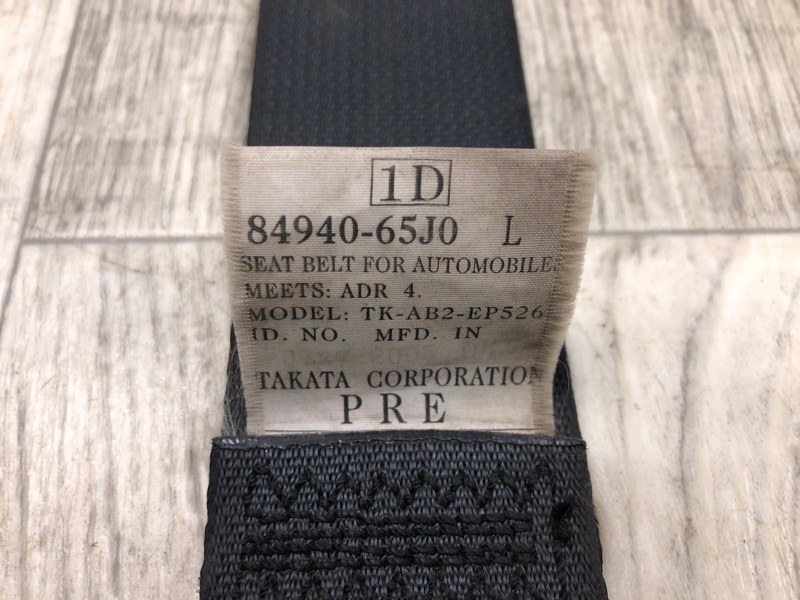 1D
84940-65J0 L
SEAT BELT FOR AUTOMOBILES
MEETS: ADR 4.
MODEL: TK-AB2-EP526
ID. NO. MFD. IN
TAKATA CORPORATION
PRE